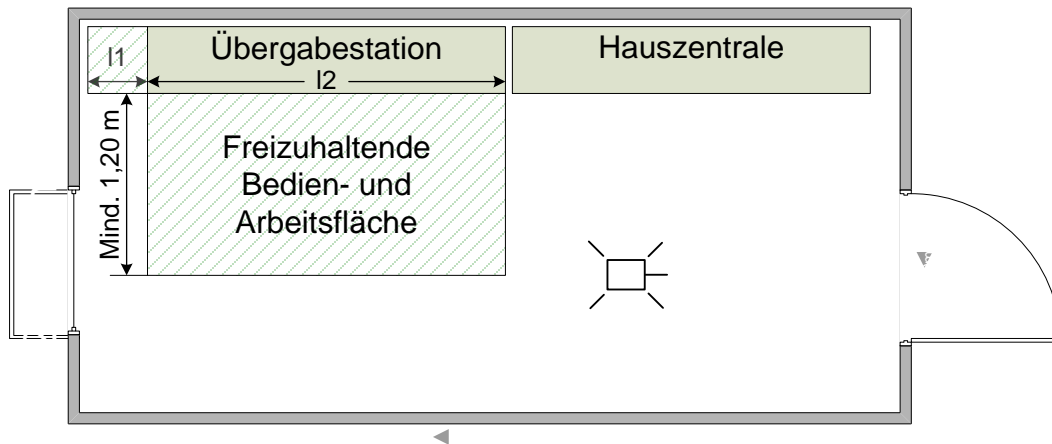 Übergabestation
Hauszentrale
l1
l2
Mind. 1,20 m
Freizuhaltende
Bedien- und
Arbeitsfläche